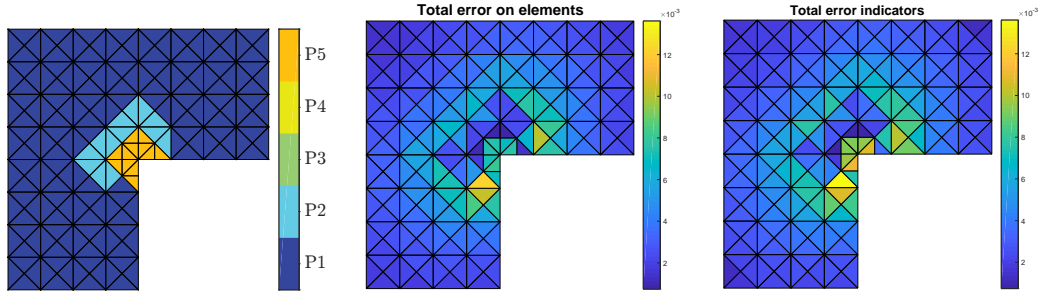 P5
P4
P3
P2
P1
Total error on elements
×10⁻³
12
10
8
6
4
2
Total error indicators
×10⁻³
12
10
8
6
4
2